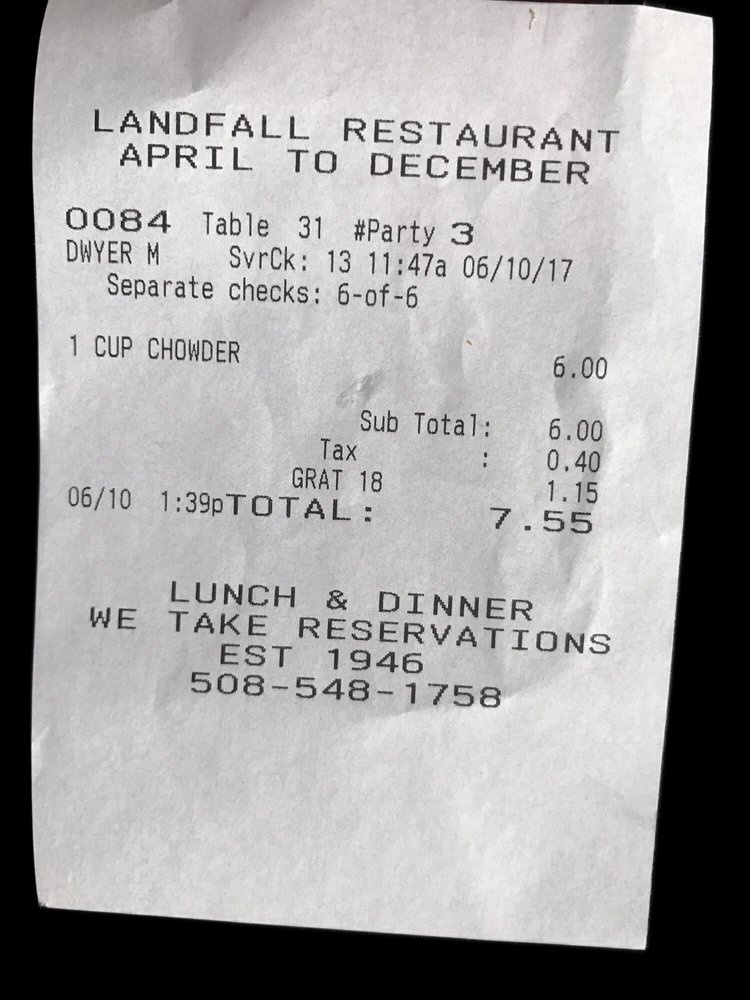 LANDFALL RESTAURANT
APRIL TO DECEMBER
0084 Table 31 #Party 3
DWYER M SvrCk: 13 11:47a 06/10/17
Separate checks: 6-of-6
1 CUP CHOWDER 6.00
Sub Total: 6.00
Tax : 0.40
GRAT 18 1.15
06/10 1:39pTOTAL: 7.55
LUNCH & DINNER
WE TAKE RESERVATIONS
EST 1946
508-548-1758